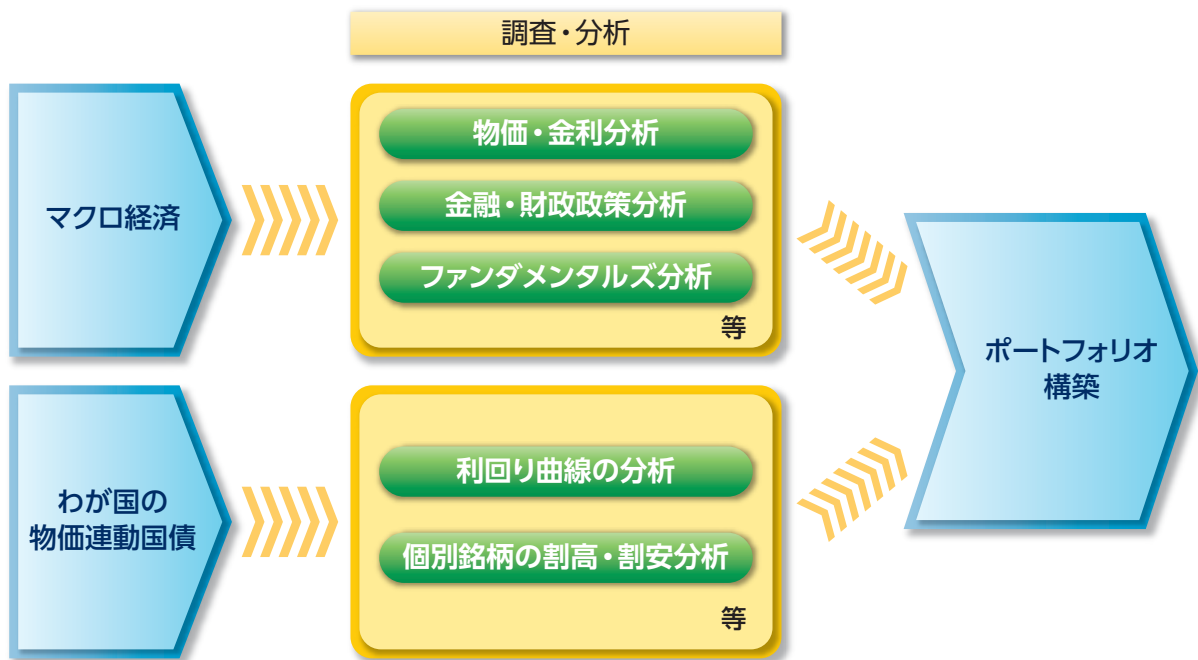 調査・分析
マクロ経済
物価・金利分析
金融・財政政策分析
ファンダメンタルズ分析
等
わが国の
物価連動国債
利回り曲線の分析
個別銘柄の割高・割安分析
等
ポートフォリオ
構築